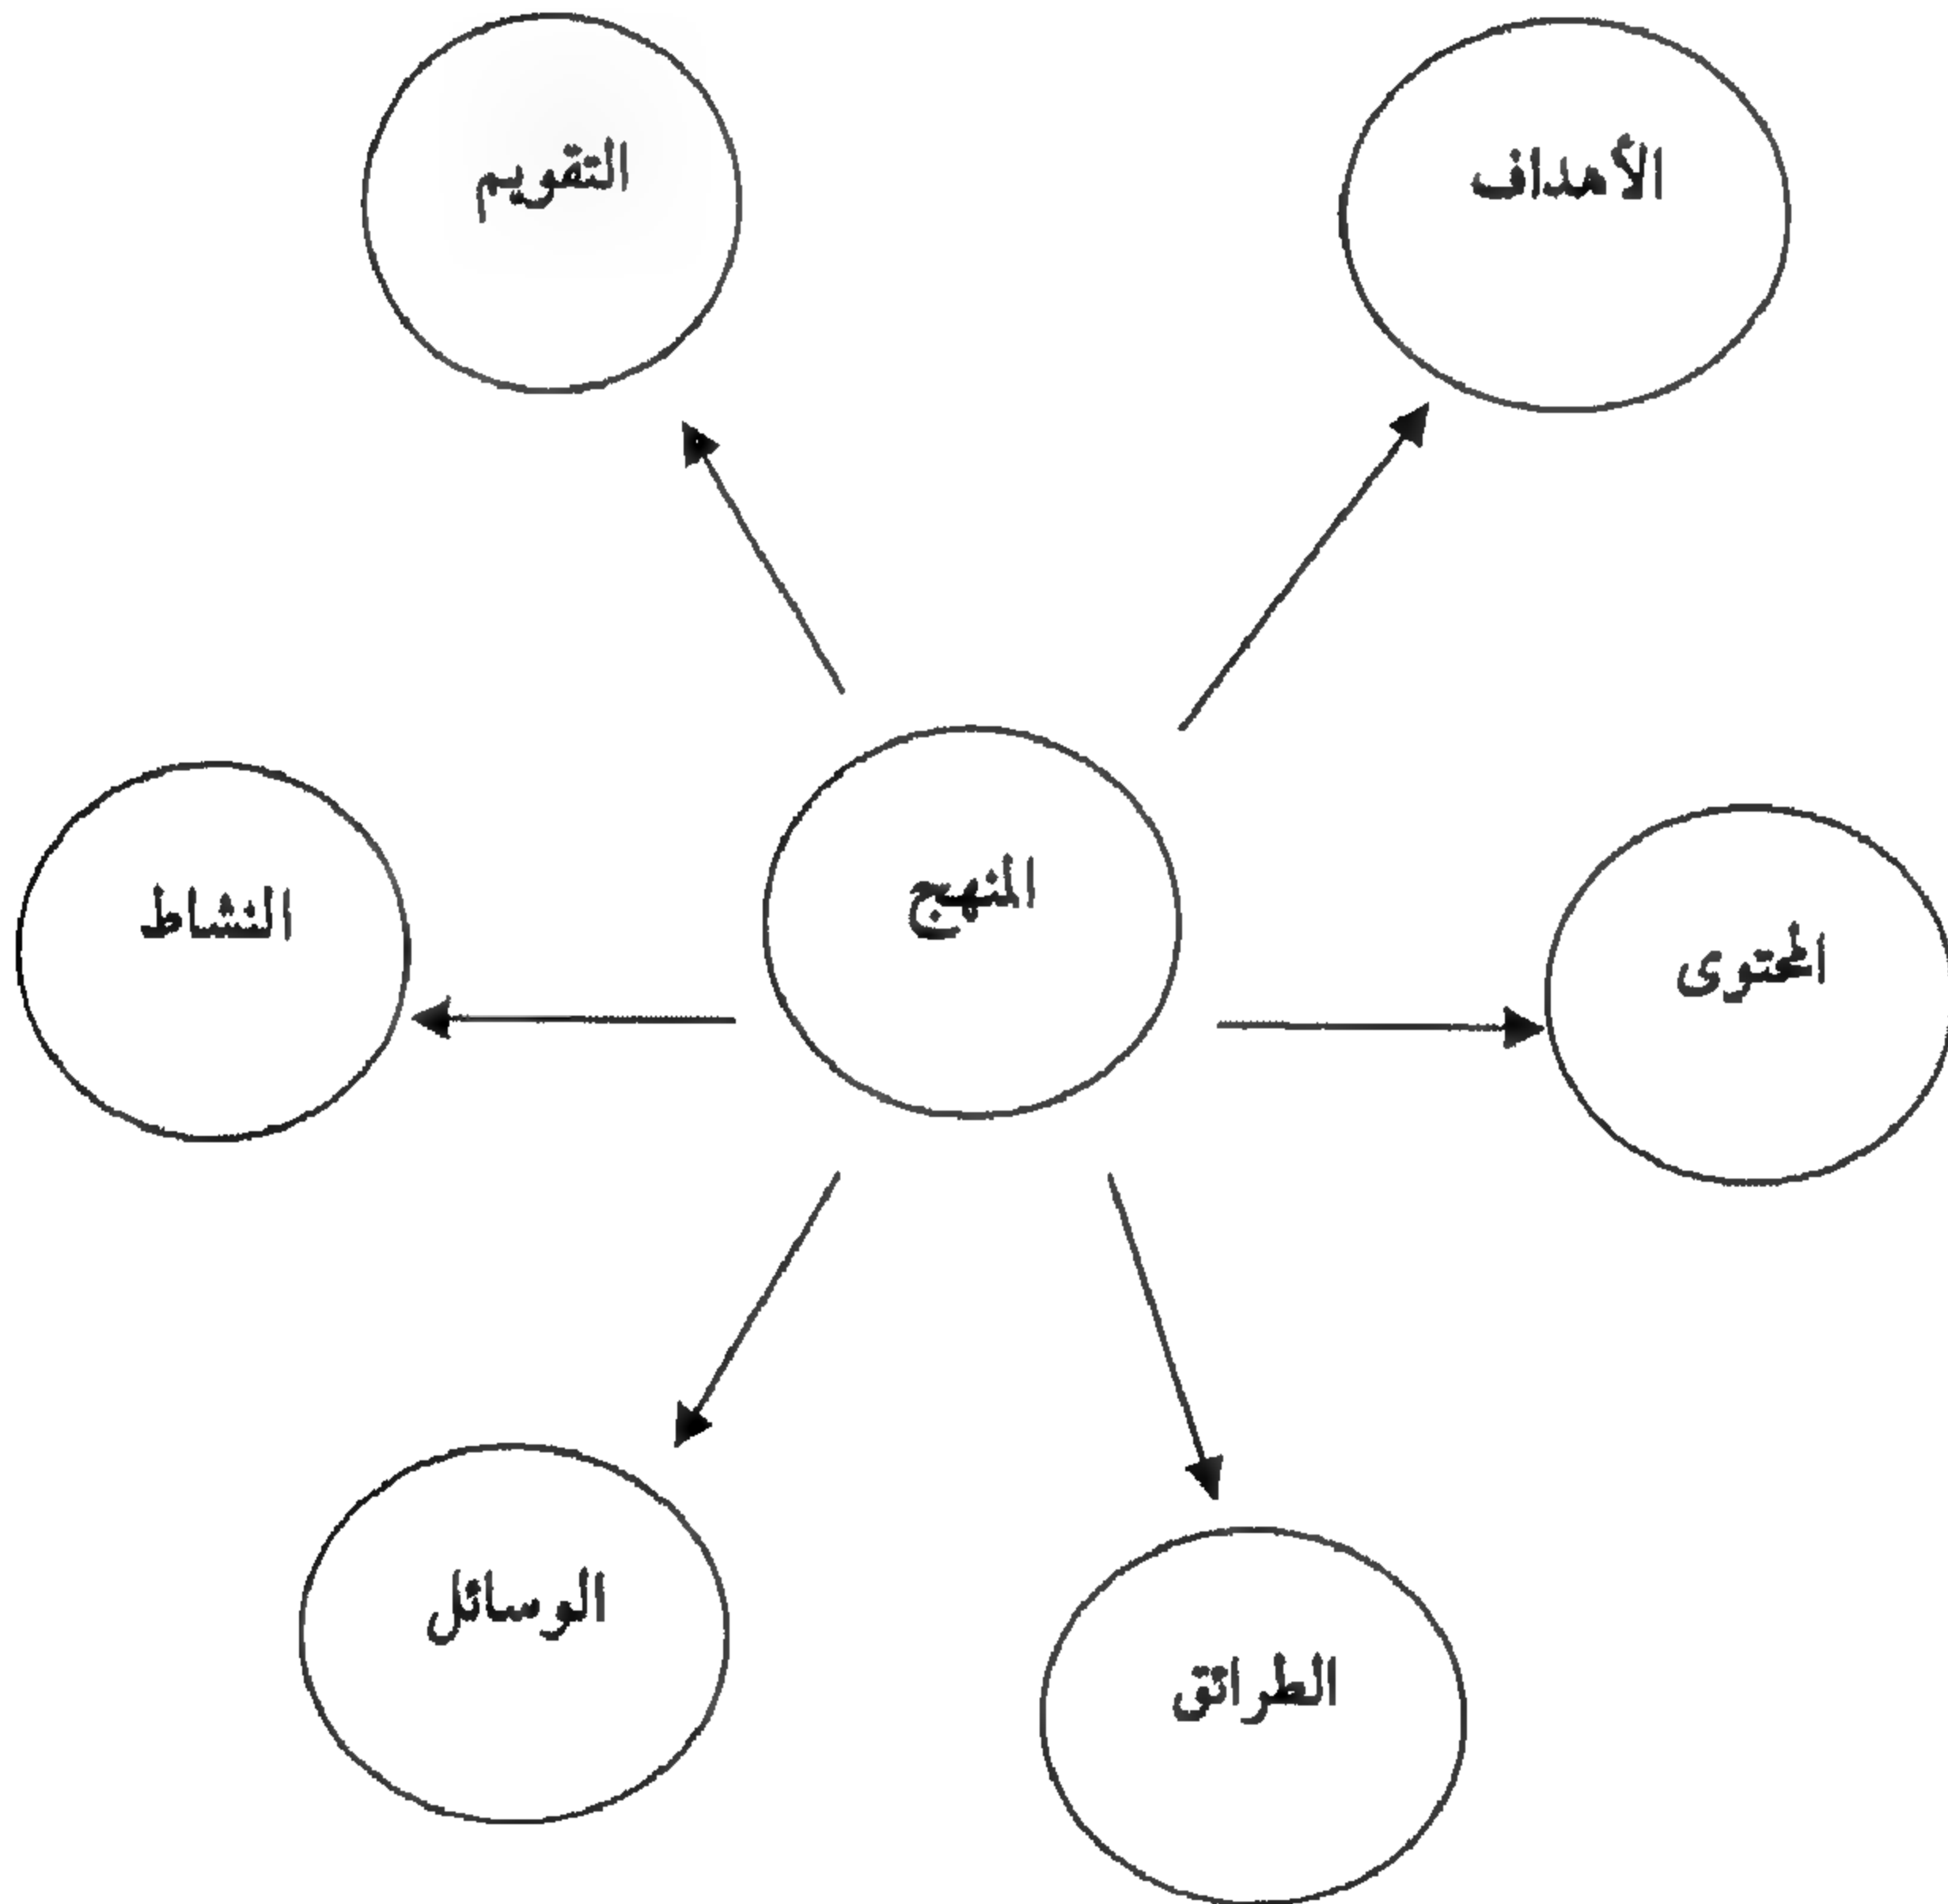 الأهداف
التقويم
المنهج
النشاط
المحتوى
الوسائل
الطرائق